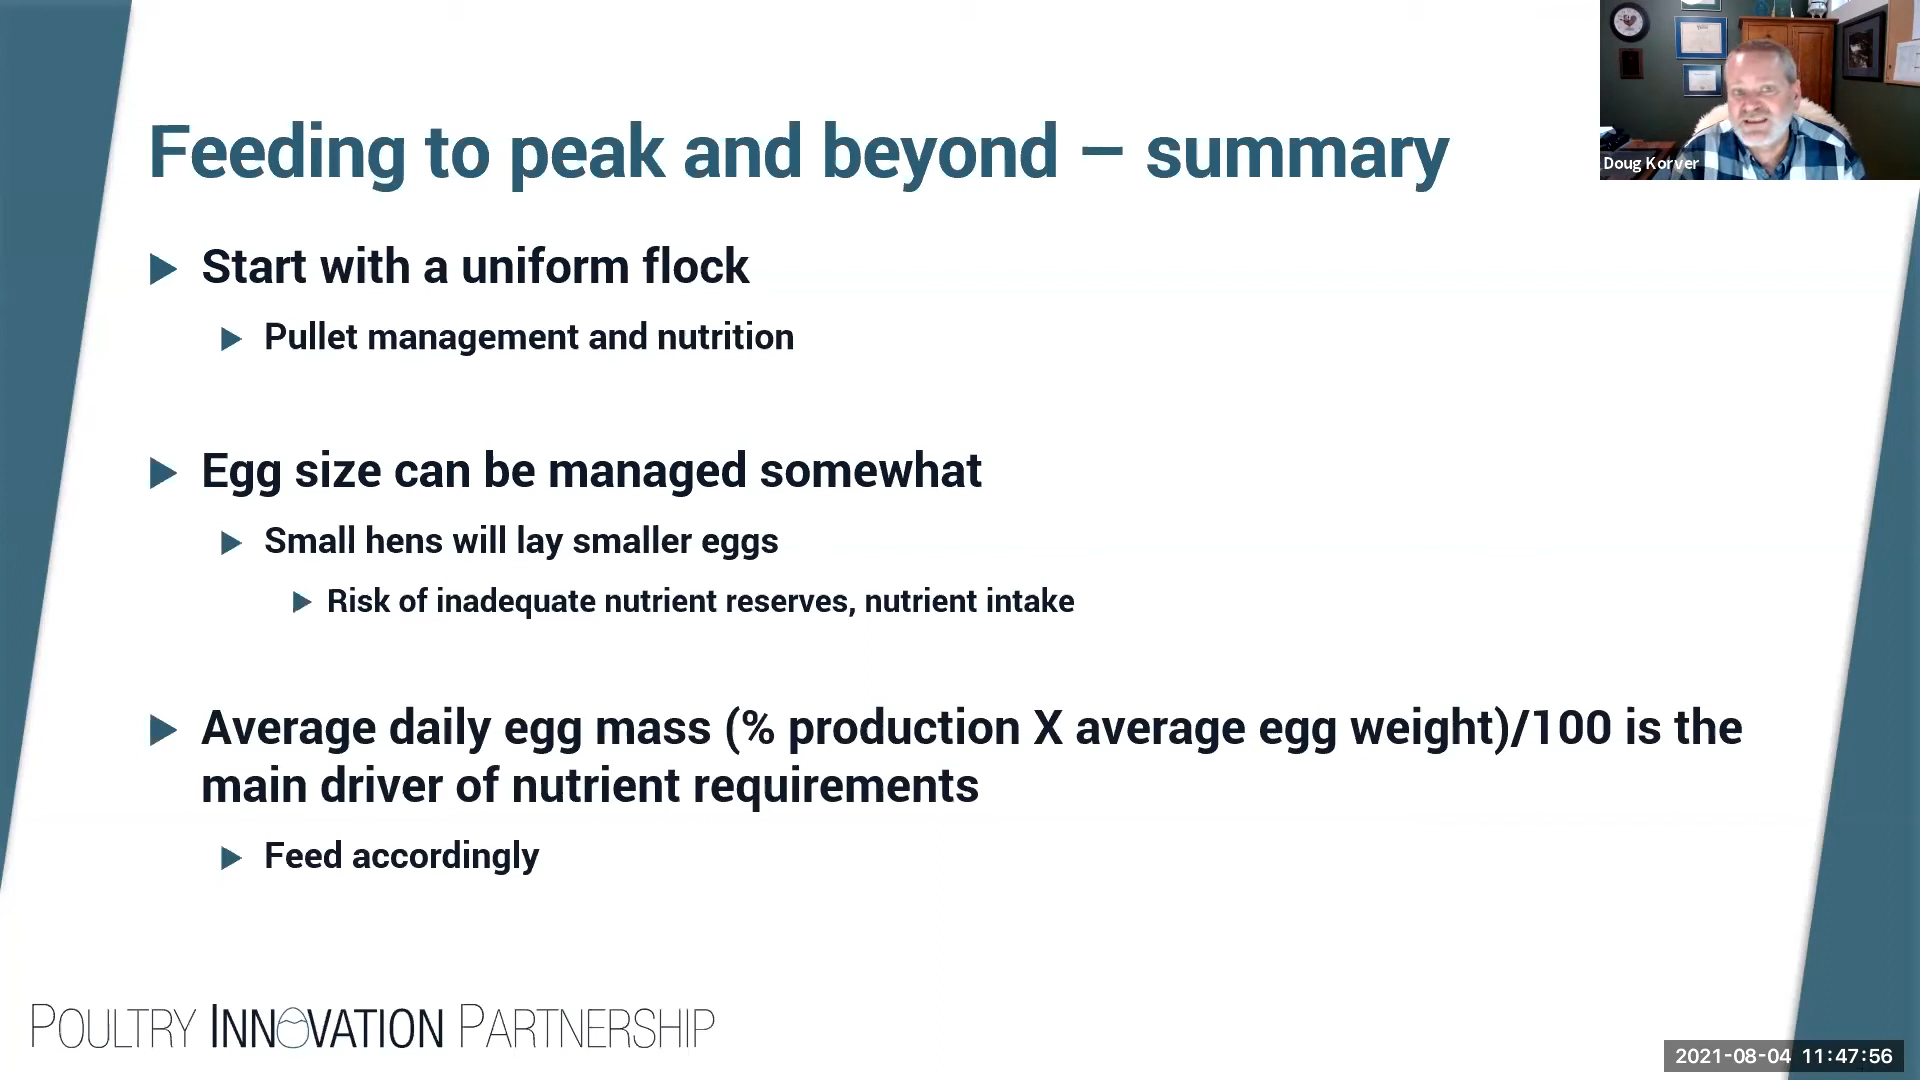 Feeding to peak and beyond – summary
Doug Korver
Start with a uniform flock
Pullet management and nutrition
Egg size can be managed somewhat
Small hens will lay smaller eggs
Risk of inadequate nutrient reserves, nutrient intake
Average daily egg mass (% production X average egg weight)/100 is the
main driver of nutrient requirements
Feed accordingly
POULTRY INNOVATION PARTNERSHIP
2021-08-04 11:47:56